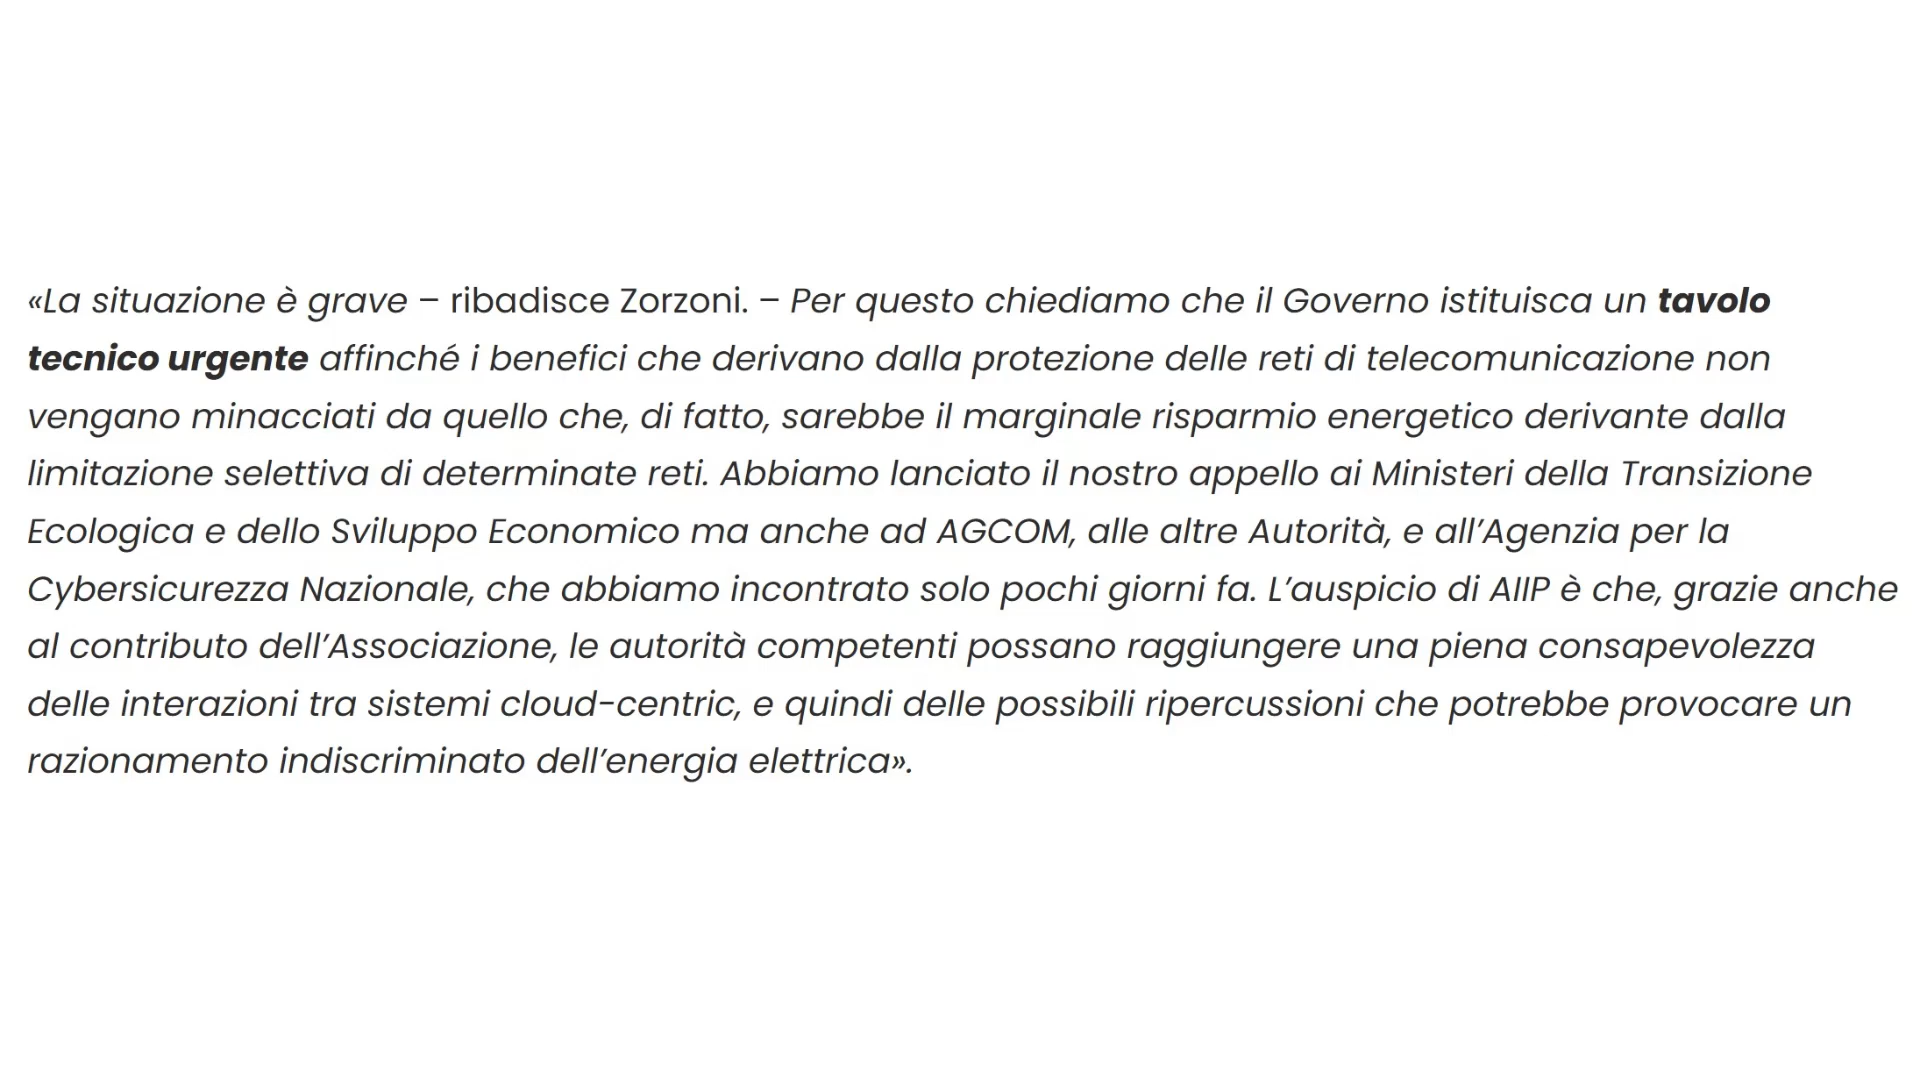 «La situazione è grave – ribadisce Zorzoni. – Per questo chiediamo che il Governo istituisca un tavolo
tecnico urgente affinché i benefici che derivano dalla protezione delle reti di telecomunicazione non
vengano minacciati da quello che, di fatto, sarebbe il marginale risparmio energetico derivante dalla
limitazione selettiva di determinate reti. Abbiamo lanciato il nostro appello ai Ministeri della Transizione
Ecologica e dello Sviluppo Economico ma anche ad AGCOM, alle altre Autorità, e all’Agenzia per la
Cybersicurezza Nazionale, che abbiamo incontrato solo pochi giorni fa. L’auspicio di AIIP è che, grazie anche
al contributo dell’Associazione, le autorità competenti possano raggiungere una piena consapevolezza
delle interazioni tra sistemi cloud-centric, e quindi delle possibili ripercussioni che potrebbe provocare un
razionamento indiscriminato dell’energia elettrica».